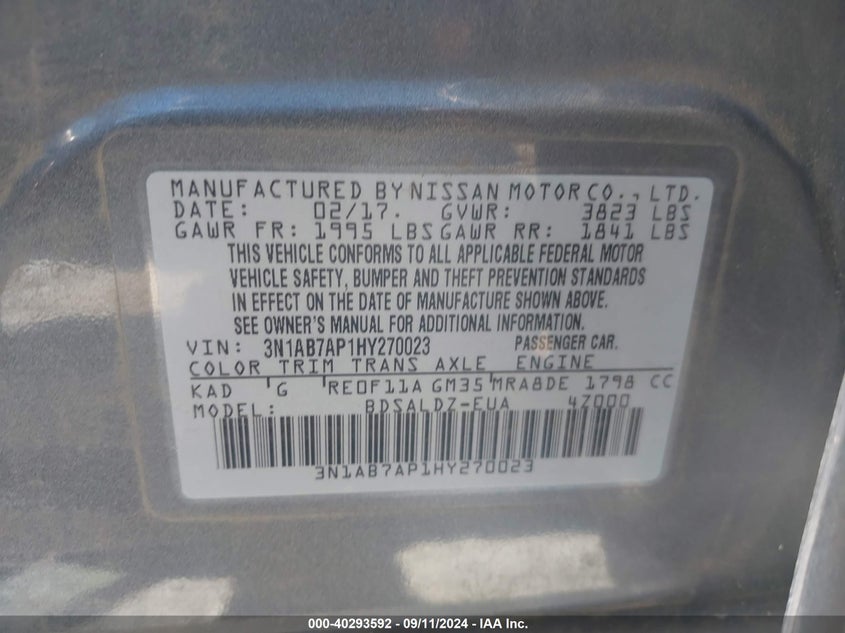 MANUFACTURED BY NISSAN MOTOR CO., LTD.
DATE: 02/17. GVWR: 3823 LBS
GAWR FR: 1995 LBS GAWR RR: 1841 LBS
THIS VEHICLE CONFORMS TO ALL APPLICABLE FEDERAL MOTOR
VEHICLE SAFETY, BUMPER AND THEFT PREVENTION STANDARDS
IN EFFECT ON THE DATE OF MANUFACTURE SHOWN ABOVE.
SEE OWNER'S MANUAL FOR ADDITIONAL INFORMATION.
VIN: 3N1AB7AP1HY270023 PASSENGER CAR.
COLOR TRIM TRANS AXLE ENGINE
KAD G RE0F11A GM35 MRA8DE 1798 CC
MODEL: BDSALDZ-EUA 4Z000
3N1AB7AP1HY270023
000-40293592 - 09/11/2024 - IAA Inc.